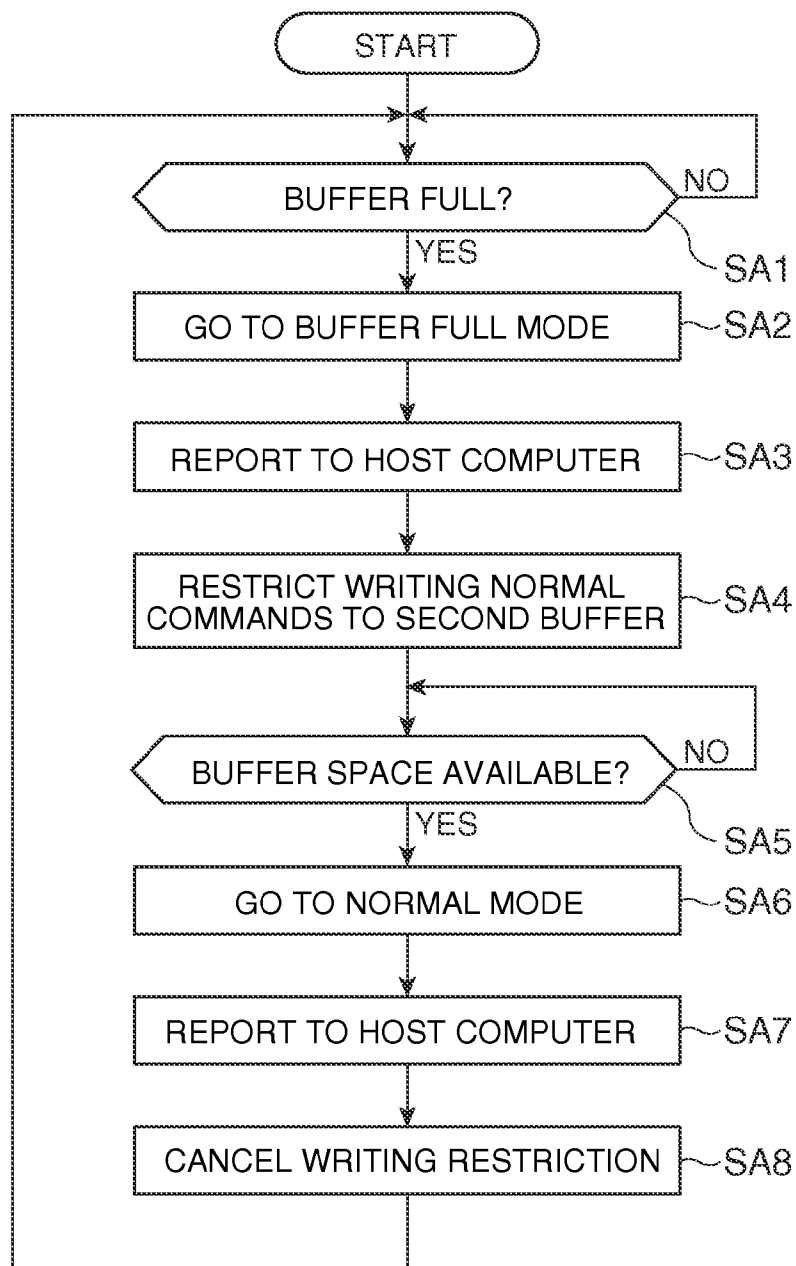 START
BUFFER FULL?
NO
SA1
YES
GO TO BUFFER FULL MODE
SA2
REPORT TO HOST COMPUTER
SA3
RESTRICT WRITING NORMAL
COMMANDS TO SECOND BUFFER
SA4
BUFFER SPACE AVAILABLE?
NO
SA5
YES
GO TO NORMAL MODE
SA6
REPORT TO HOST COMPUTER
SA7
CANCEL WRITING RESTRICTION
SA8